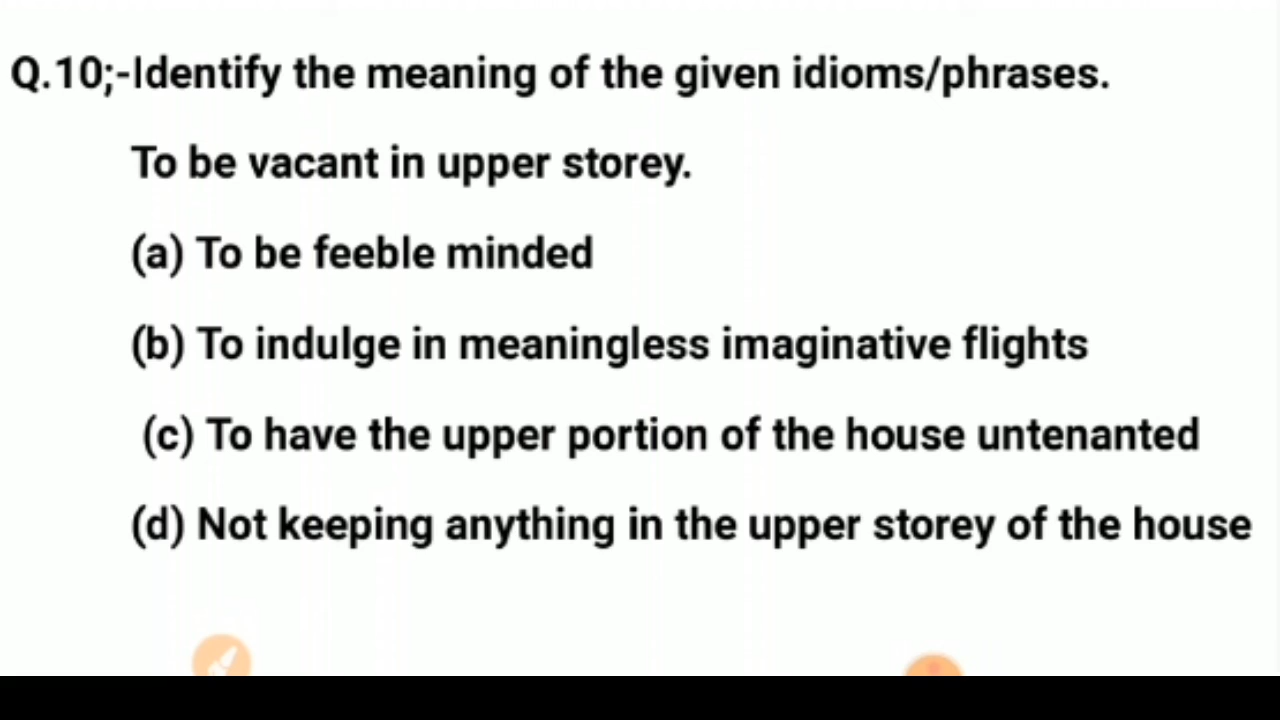 Q.10;-Identify the meaning of the given idioms/phrases.
To be vacant in upper storey.
(a) To be feeble minded
(b) To indulge in meaningless imaginative flights
(c) To have the upper portion of the house untenanted
(d) Not keeping anything in the upper storey of the house